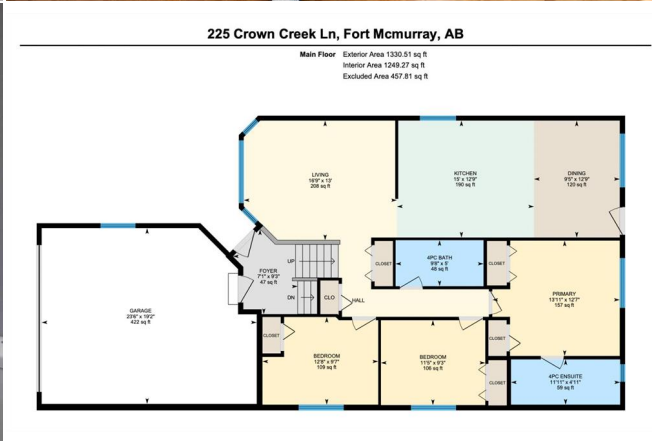 225 Crown Creek Ln, Fort Mcmurray, AB
Main Floor Exterior Area 1330.51 sq ft
Interior Area 1249.27 sq ft
Excluded Area 457.81 sq ft
LIVING
16'9" x 13'
208 sq ft
KITCHEN
15' x 12'9"
190 sq ft
DINING
9'5" x 12'9"
120 sq ft
UP
FOYER
7'1" x 9'3"
47 sq ft
DN
CLO
HALL
CLOSET
4PC BATH
9'8" x 5'
48 sq ft
CLOSET
PRIMARY
13'11" x 12'7"
157 sq ft
GARAGE
23'6" x 19'2"
422 sq ft
CLOSET
BEDROOM
12'8" x 9'7"
109 sq ft
BEDROOM
11'5" x 9'3"
106 sq ft
CLOSET
CLOSET
4PC ENSUITE
11'11" x 4'11"
59 sq ft